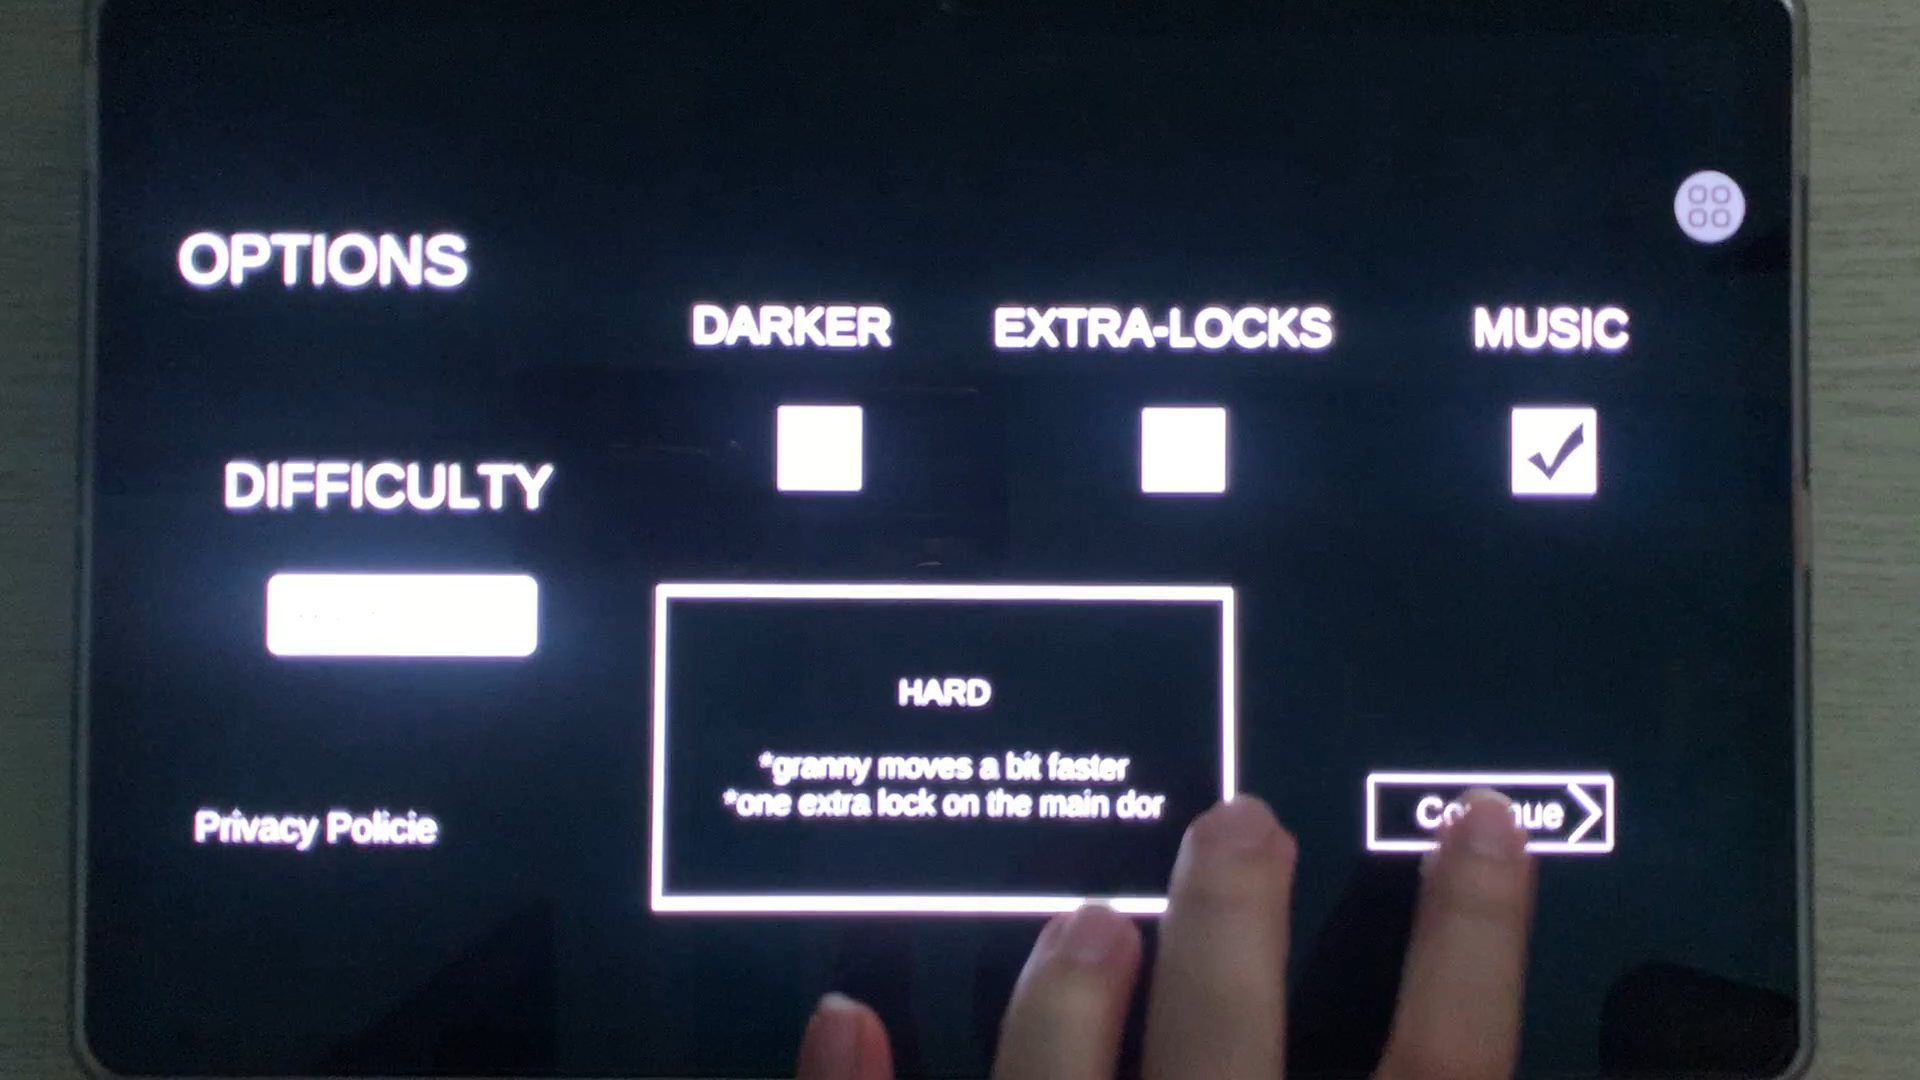 OPTIONS
DARKER
EXTRA-LOCKS
MUSIC
DIFFICULTY
HARD
*granny moves a bit faster
*one extra lock on the main dor
Privacy Policie